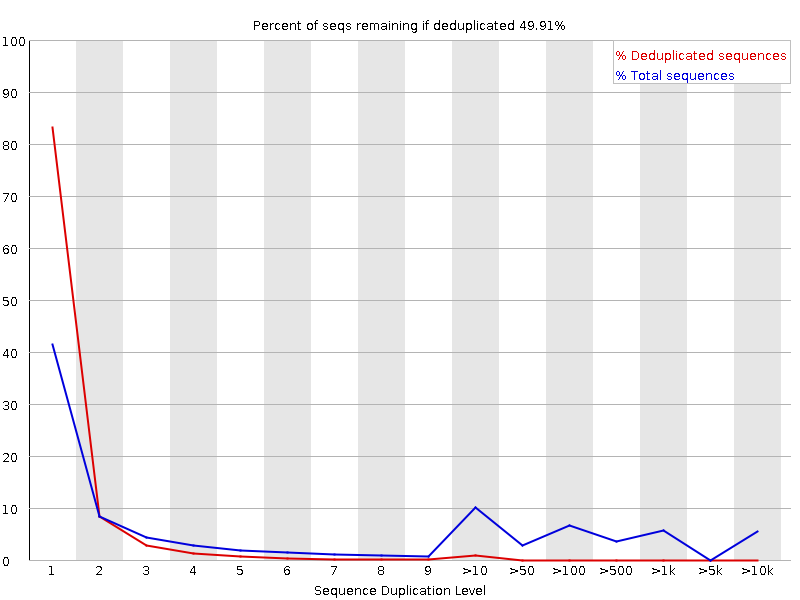 Percent of seqs remaining if deduplicated 49.91%
% Deduplicated sequences
% Total sequences
100
90
80
70
60
50
40
30
20
10
0
1 2 3 4 5 6 7 8 9 >10 >50 >100 >500 >1k >5k >10k
Sequence Duplication Level